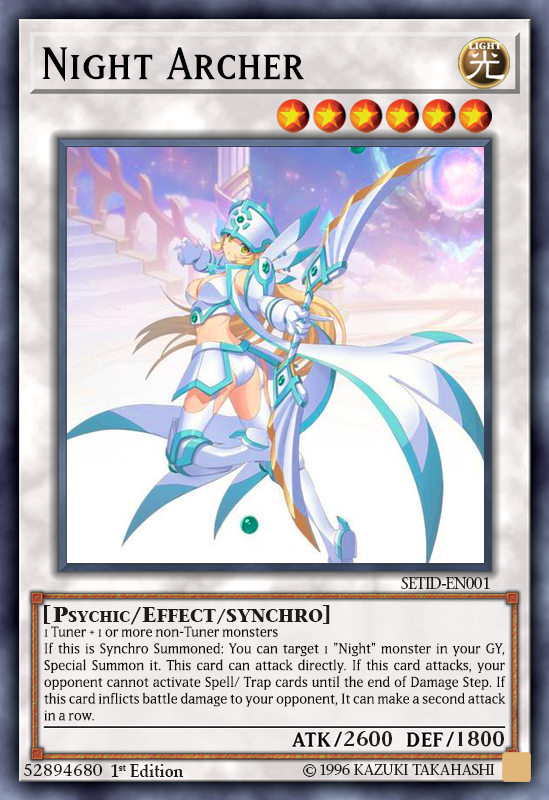 NIGHT ARCHER
LIGHT
光
SETID-EN001
[PSYCHIC/EFFECT/SYNCHRO]
1 Tuner + 1 or more non-Tuner monsters
If this is Synchro Summoned: You can target 1 "Night" monster in your GY,
Special Summon it. This card can attack directly. If this card attacks, your
opponent cannot activate Spell/ Trap cards until the end of Damage Step. If
this card inflicts battle damage to your opponent, It can make a second attack
in a row.
ATK/2600 DEF/1800
52894680 1st Edition © 1996 KAZUKI TAKAHASHI